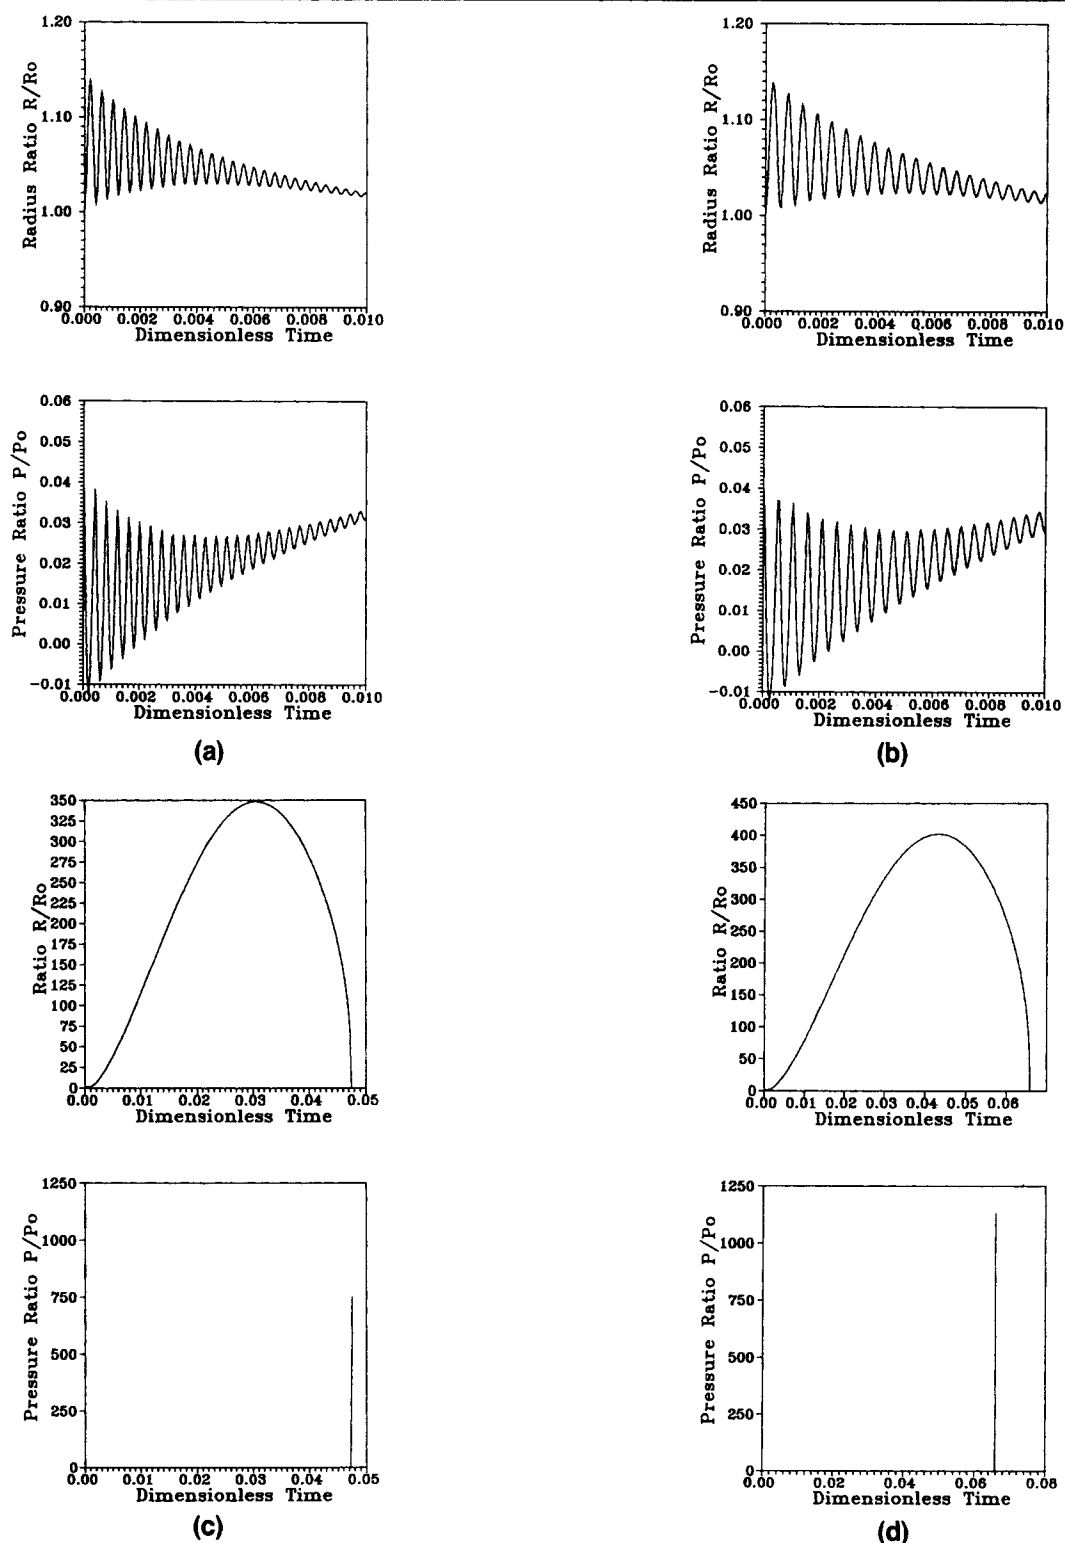 1.20
1.10
1.00
0.90
Radius Ratio R/Ro
0.000 0.002 0.004 0.006 0.008 0.010
Dimensionless Time
1.20
1.10
1.00
0.90
Radius Ratio R/Ro
0.000 0.002 0.004 0.006 0.008 0.010
Dimensionless Time
0.06
0.05
0.04
0.03
0.02
0.01
0.00
-0.01
Pressure Ratio P/Po
0.000 0.002 0.004 0.006 0.008 0.010
Dimensionless Time
(a)
0.06
0.05
0.04
0.03
0.02
0.01
0.00
-0.01
Pressure Ratio P/Po
0.000 0.002 0.004 0.006 0.008 0.010
Dimensionless Time
(b)
350
325
300
275
250
225
200
175
150
125
100
75
50
25
0
Ratio R/Ro
0.00 0.01 0.02 0.03 0.04 0.05
Dimensionless Time
450
400
350
300
250
200
150
100
50
0
Ratio R/Ro
0.00 0.01 0.02 0.03 0.04 0.05 0.06
Dimensionless Time
1250
1000
750
500
250
0
Pressure Ratio P/Po
0.00 0.01 0.02 0.03 0.04 0.05
Dimensionless Time
(c)
1250
1000
750
500
250
0
Pressure Ratio P/Po
0.00 0.02 0.04 0.06 0.08
Dimensionless Time
(d)